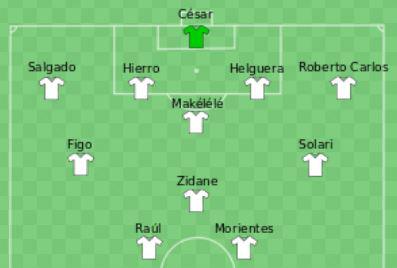 César
Salgado
Hierro
Helguera
Roberto Carlos
Makélélé
Figo
Solari
Zidane
Raúl
Morientes